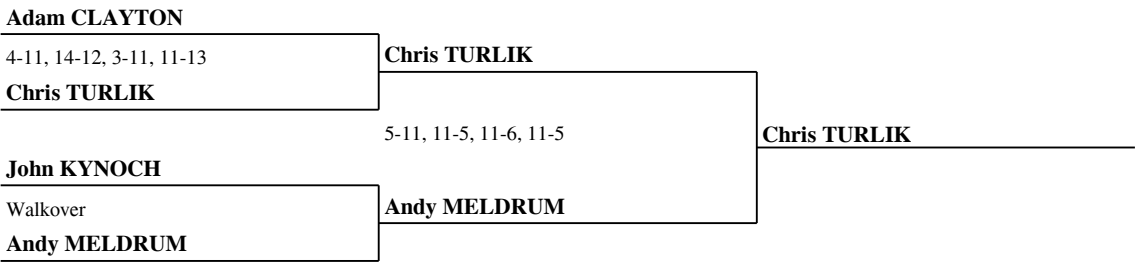 Adam CLAYTON
4-11, 14-12, 3-11, 11-13
Chris TURLIK
Chris TURLIK
5-11, 11-5, 11-6, 11-5
Chris TURLIK
John KYNOCH
Walkover
Andy MELDRUM
Andy MELDRUM